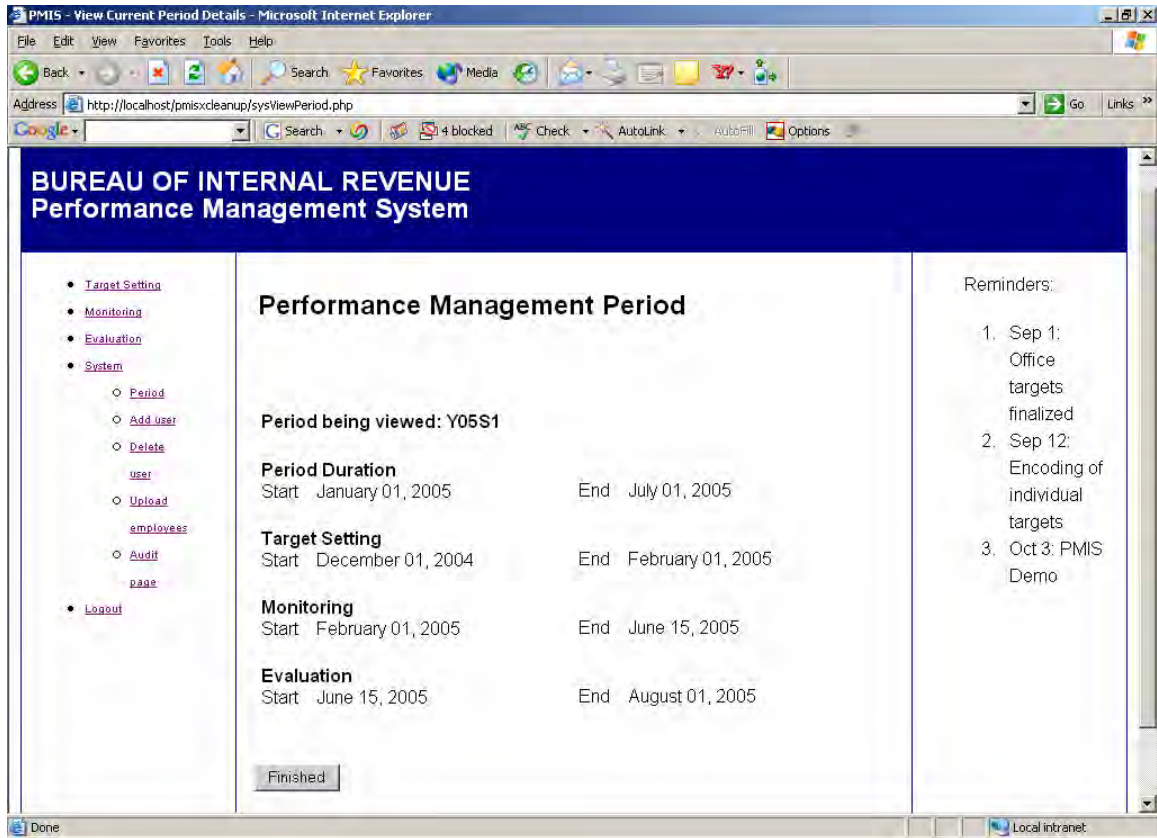 PMIS - View Current Period Details - Microsoft Internet Explorer
File Edit View Favorites Tools Help
Back Search Favorites Media
Address http://localhost/pmisxcleanup/sysViewPeriod.php Go Links »
Google Search 4 blocked ABC Check AutoLink AutoFill Options
BUREAU OF INTERNAL REVENUE
Performance Management System
Target Setting
Monitoring
Evaluation
System
Period
Add user
Delete
user
Upload
employees
Audit
page
Logout
Performance Management Period
Period being viewed: Y05S1
Period Duration
Start January 01, 2005 End July 01, 2005
Target Setting
Start December 01, 2004 End February 01, 2005
Monitoring
Start February 01, 2005 End June 15, 2005
Evaluation
Start June 15, 2005 End August 01, 2005
Finished
Reminders:
1. Sep 1:
Office
targets
finalized
2. Sep 12:
Encoding of
individual
targets
3. Oct 3: PMIS
Demo
Done Local intranet